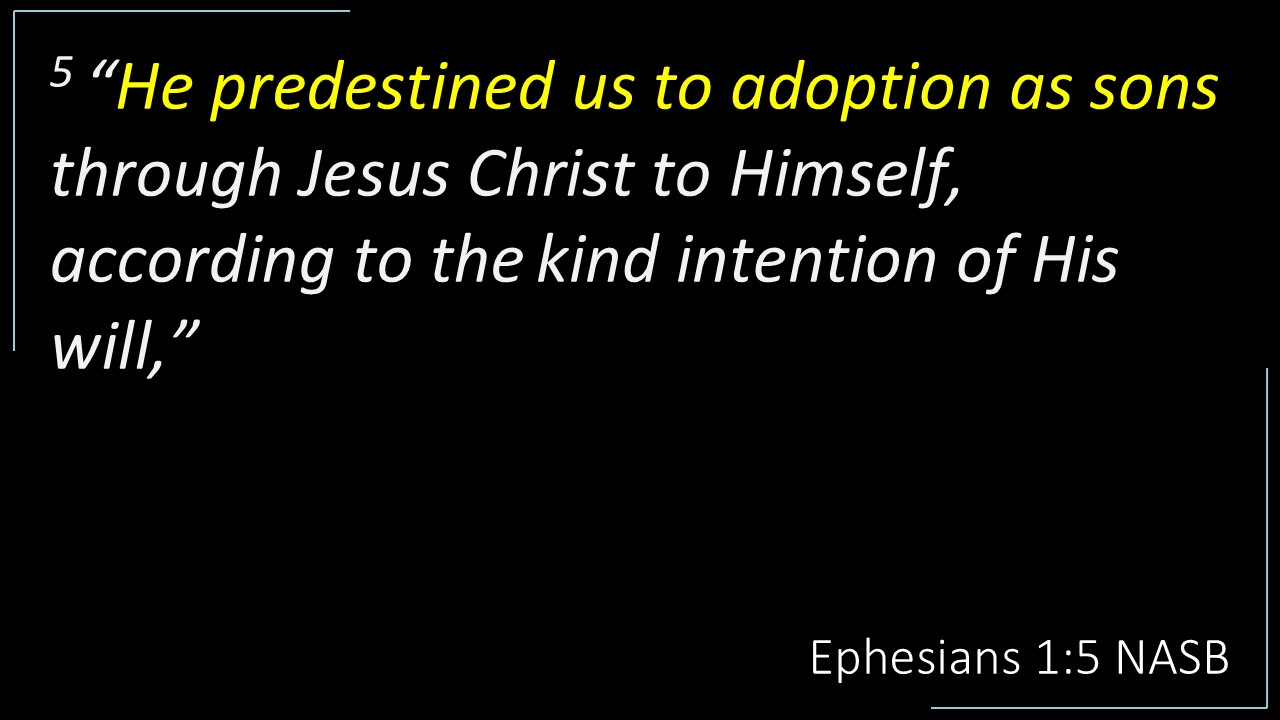 5 “He predestined us to adoption as sons
through Jesus Christ to Himself,
according to the kind intention of His
will,”
Ephesians 1:5 NASB